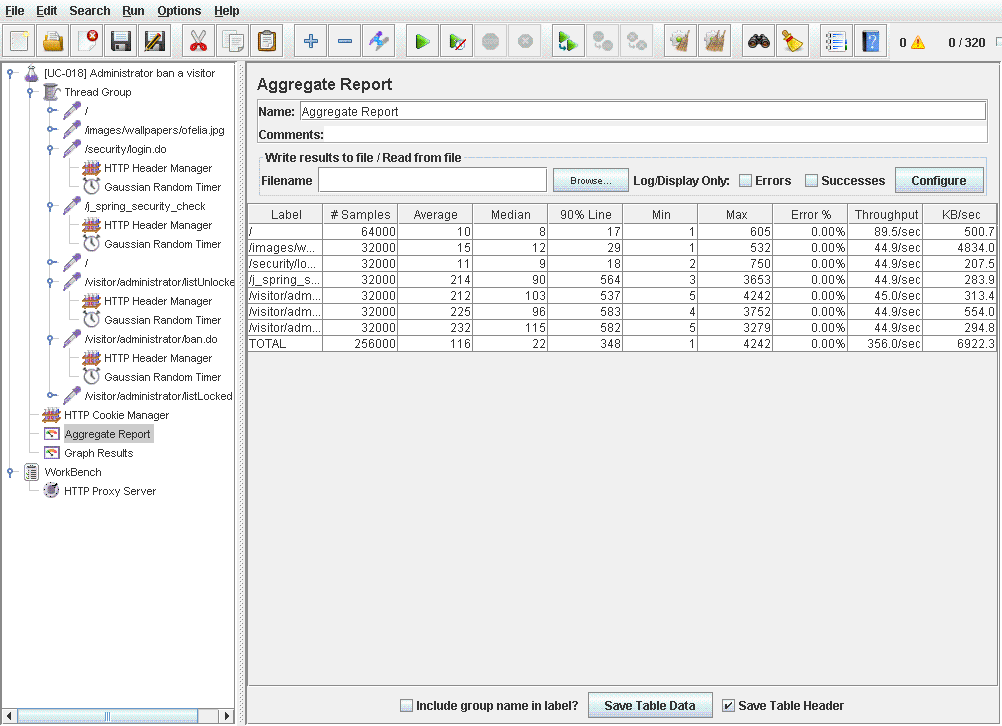 File Edit Search Run Options Help
0 0 / 320
[UC-018] Administrator ban a visitor
Thread Group
/
/images/wallpapers/ofelia.jpg
/security/login.do
HTTP Header Manager
Gaussian Random Timer
/j_spring_security_check
HTTP Header Manager
Gaussian Random Timer
/
/visitor/administrator/listUnlocke
HTTP Header Manager
Gaussian Random Timer
/visitor/administrator/ban.do
HTTP Header Manager
Gaussian Random Timer
/visitor/administrator/listLocked
HTTP Cookie Manager
Aggregate Report
Graph Results
WorkBench
HTTP Proxy Server
Aggregate Report
Name: Aggregate Report
Comments:
Write results to file / Read from file
Filename Browse... Log/Display Only: Errors Successes Configure
Label # Samples Average Median 90% Line Min Max Error % Throughput KB/sec
/ 64000 10 8 17 1 605 0.00% 89.5/sec 500.7
/images/w... 32000 15 12 29 1 532 0.00% 44.9/sec 4834.0
/security/lo... 32000 11 9 18 2 750 0.00% 44.9/sec 207.5
/j_spring_s... 32000 214 90 564 3 3653 0.00% 44.9/sec 283.9
/visitor/adm... 32000 212 103 537 5 4242 0.00% 45.0/sec 313.4
/visitor/adm... 32000 225 96 583 4 3752 0.00% 44.9/sec 554.0
/visitor/adm... 32000 232 115 582 5 3279 0.00% 44.9/sec 294.8
TOTAL 256000 116 22 348 1 4242 0.00% 356.0/sec 6922.3
Include group name in label? Save Table Data Save Table Header